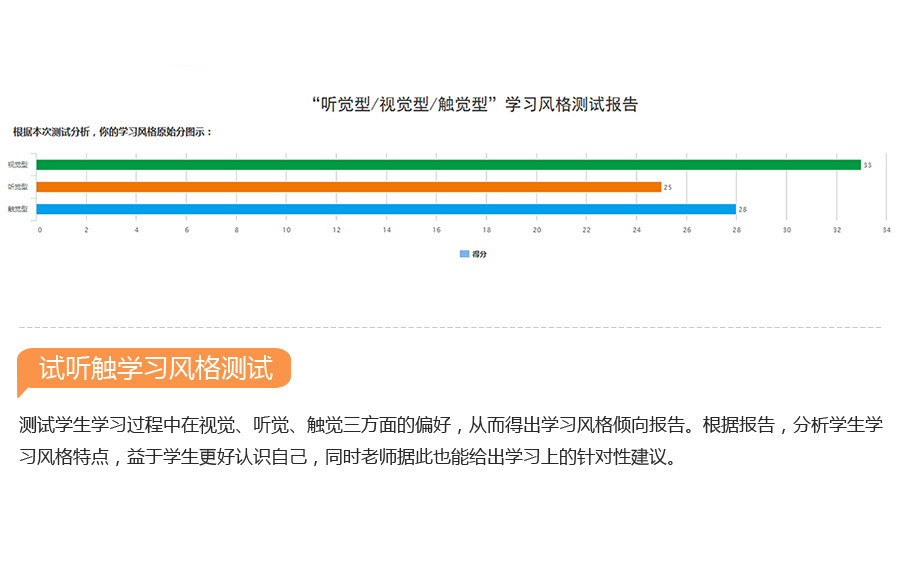 “听觉型/视觉型/触觉型”学习风格测试报告
根据本次测试分析，你的学习风格原始分图示：
视觉型 33
听觉型 25
触觉型 28
0 2 4 6 8 10 12 14 16 18 20 22 24 26 28 30 32 34
得分
试听触学习风格测试
测试学生学习过程中在视觉、听觉、触觉三方面的偏好，从而得出学习风格倾向报告。根据报告，分析学生学
习风格特点，益于学生更好认识自己，同时老师据此也能给出学习上的针对性建议。